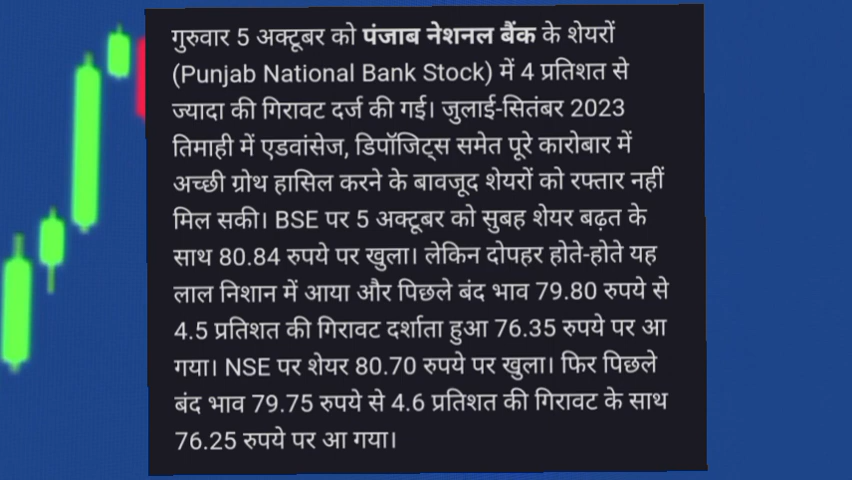 गुरुवार 5 अक्टूबर को पंजाब नेशनल बैंक के शेयरों
(Punjab National Bank Stock) में 4 प्रतिशत से
ज्यादा की गिरावट दर्ज की गई। जुलाई-सितंबर 2023
तिमाही में एडवांसेज, डिपॉजिट्स समेत पूरे कारोबार में
अच्छी ग्रोथ हासिल करने के बावजूद शेयरों को रफ्तार नहीं
मिल सकी। BSE पर 5 अक्टूबर को सुबह शेयर बढ़त के
साथ 80.84 रुपये पर खुला। लेकिन दोपहर होते-होते यह
लाल निशान में आया और पिछले बंद भाव 79.80 रुपये से
4.5 प्रतिशत की गिरावट दर्शाता हुआ 76.35 रुपये पर आ
गया। NSE पर शेयर 80.70 रुपये पर खुला। फिर पिछले
बंद भाव 79.75 रुपये से 4.6 प्रतिशत की गिरावट के साथ
76.25 रुपये पर आ गया।